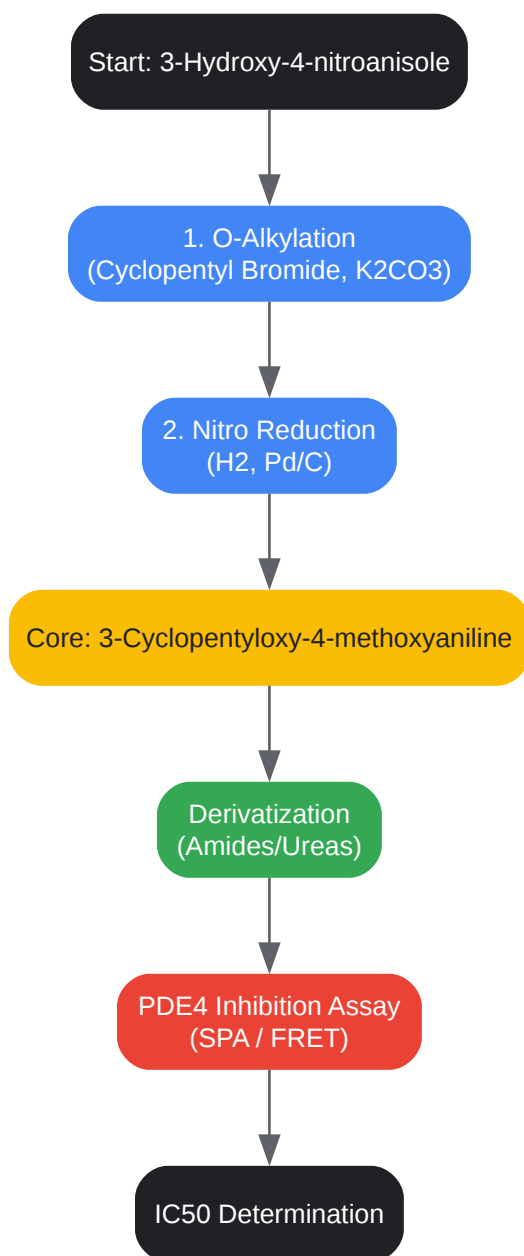 Start: 3-Hydroxy-4-nitroanisole
1. O-Alkylation
(Cyclopentyl Bromide, K2CO3)
2. Nitro Reduction
(H2, Pd/C)
Core: 3-Cyclopentyloxy-4-methoxyaniline
Derivatization
(Amides/Ureas)
PDE4 Inhibition Assay
(SPA / FRET)
IC50 Determination